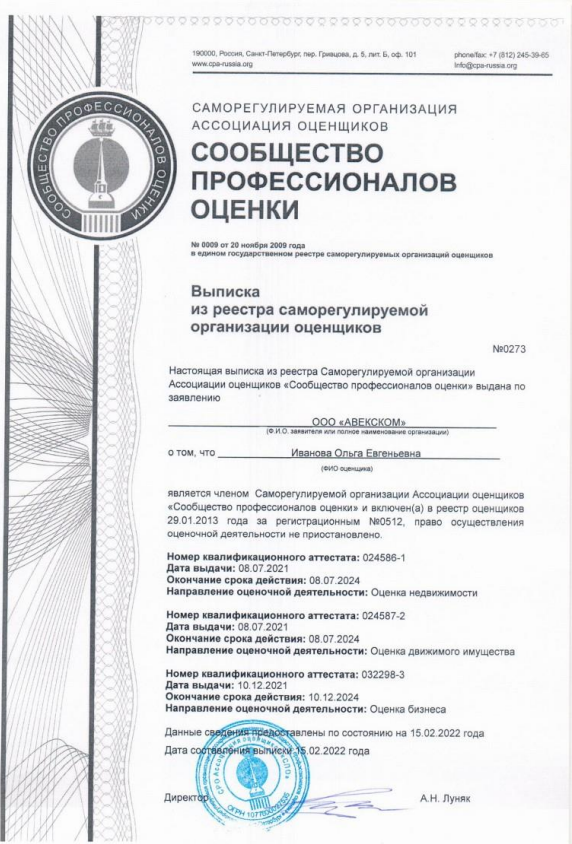 190000, Россия, Санкт-Петербург, пер. Гривцова, д. 5, лит. Б, оф. 101
www.cpa-russia.org
phone/fax: +7 (812) 245-39-65
Info@cpa-russia.org
СООБЩЕСТВО ПРОФЕССИОНАЛОВ ОЦЕНКИ
САМОРЕГУЛИРУЕМАЯ ОРГАНИЗАЦИЯ
АССОЦИАЦИЯ ОЦЕНЩИКОВ
СООБЩЕСТВО
ПРОФЕССИОНАЛОВ
ОЦЕНКИ
№ 0009 от 20 ноября 2009 года
в едином государственном реестре саморегулируемых организаций оценщиков
Выписка
из реестра саморегулируемой
организации оценщиков
№0273
Настоящая выписка из реестра Саморегулируемой организации
Ассоциации оценщиков «Сообщество профессионалов оценки» выдана по
заявлению
ООО «АВЕКСКОМ»
(Ф.И.О. заявителя или полное наименование организации)
о том, что Иванова Ольга Евгеньевна
(ФИО оценщика)
является членом Саморегулируемой организации Ассоциации оценщиков
«Сообщество профессионалов оценки» и включен(а) в реестр оценщиков
29.01.2013 года за регистрационным №0512, право осуществления
оценочной деятельности не приостановлено.
Номер квалификационного аттестата: 024586-1
Дата выдачи: 08.07.2021
Окончание срока действия: 08.07.2024
Направление оценочной деятельности: Оценка недвижимости
Номер квалификационного аттестата: 024587-2
Дата выдачи: 08.07.2021
Окончание срока действия: 08.07.2024
Направление оценочной деятельности: Оценка движимого имущества
Номер квалификационного аттестата: 032298-3
Дата выдачи: 10.12.2021
Окончание срока действия: 10.12.2024
Направление оценочной деятельности: Оценка бизнеса
Данные сведения предоставлены по состоянию на 15.02.2022 года
Дата составления выписки 15.02.2022 года
Директор
А.Н. Луняк